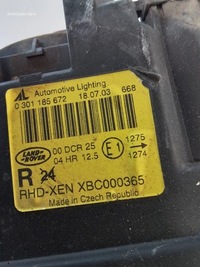 AL Automotive Lighting
0 301 185 672 18.07.03 668
LAND ROVER 00 DCR 25 E1 1275
04 HR 12.5 1274
R 24
RHD-XEN XBC000365
Made in Czech Republic